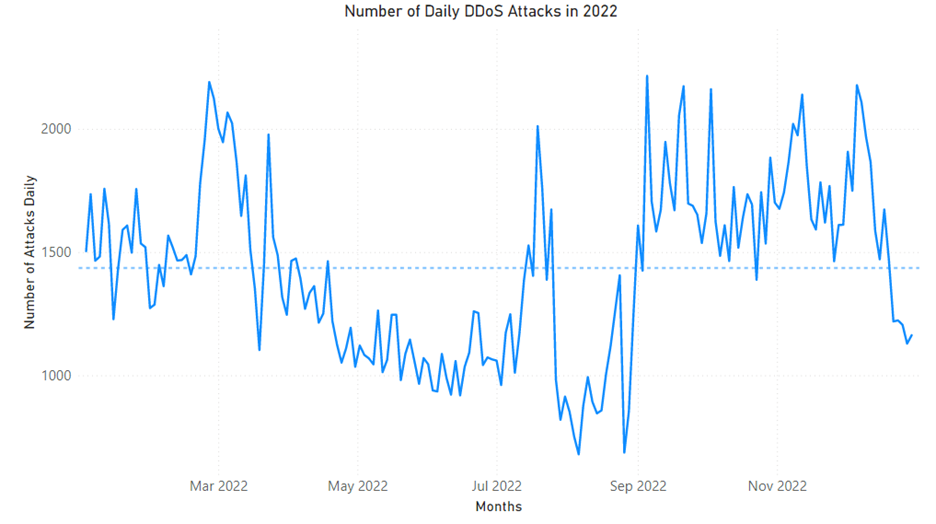 Number of Daily DDoS Attacks in 2022
Number of Attacks Daily
2000
1500
1000
Mar 2022
May 2022
Jul 2022
Sep 2022
Nov 2022
Months